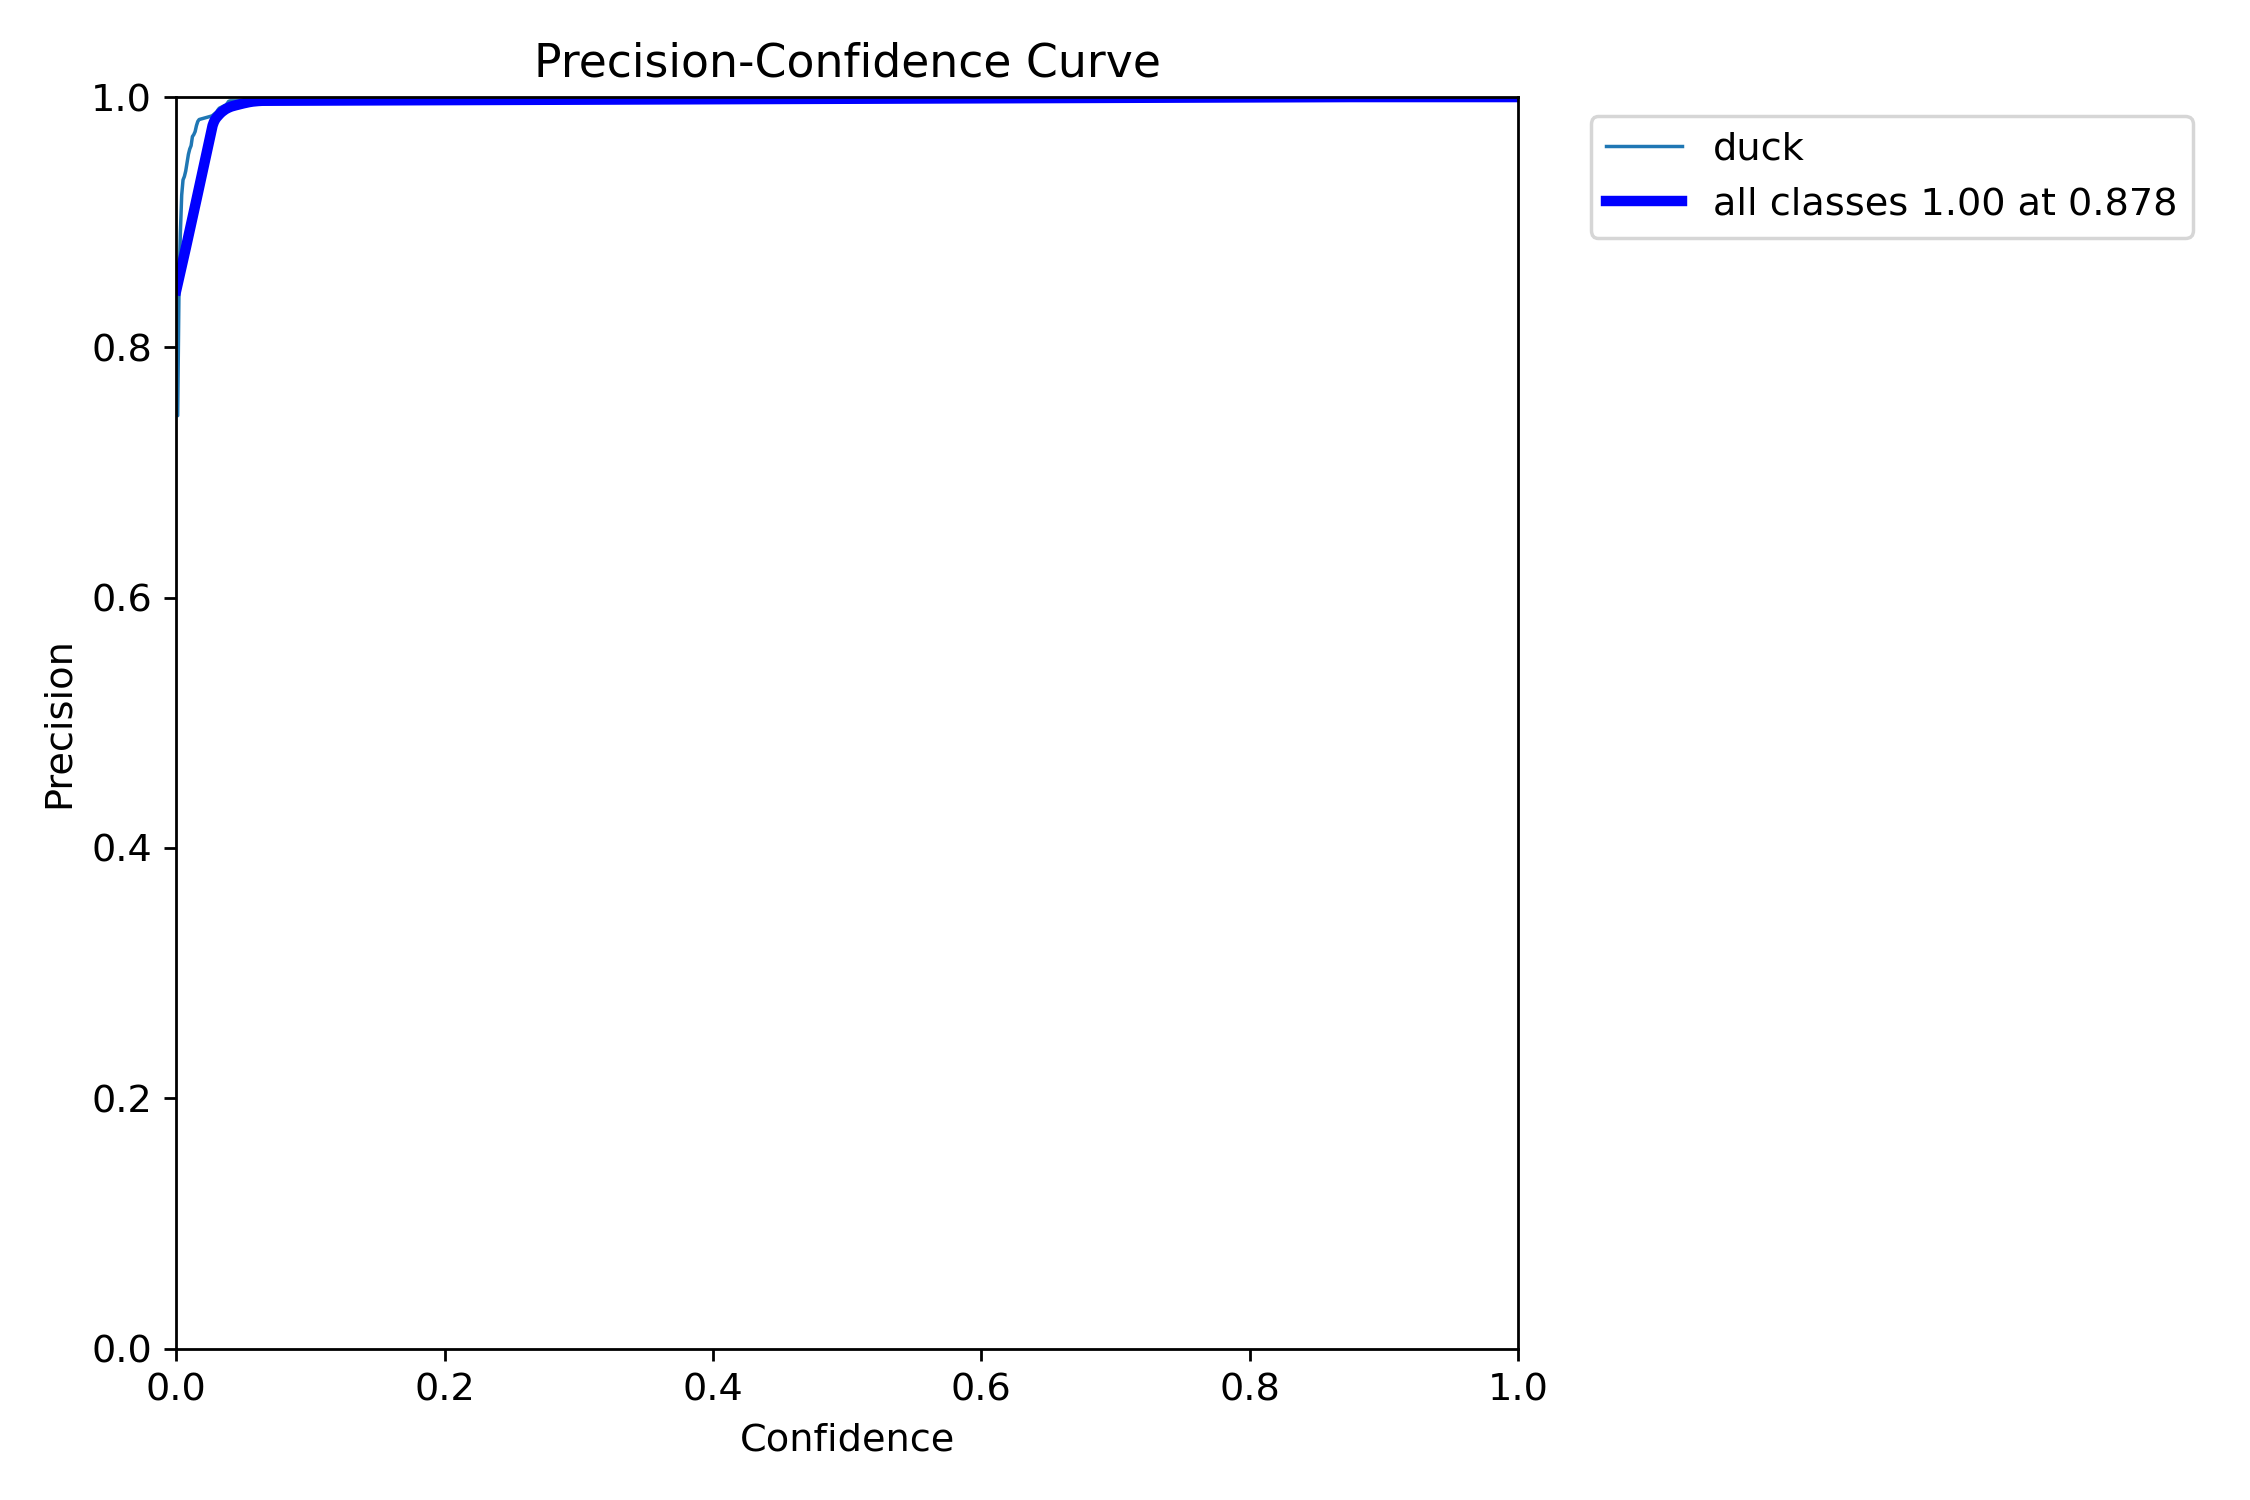 Precision-Confidence Curve
1.0
0.8
0.6
0.4
0.2
0.0
Precision
0.0 0.2 0.4 0.6 0.8 1.0
Confidence
duck
all classes 1.00 at 0.878